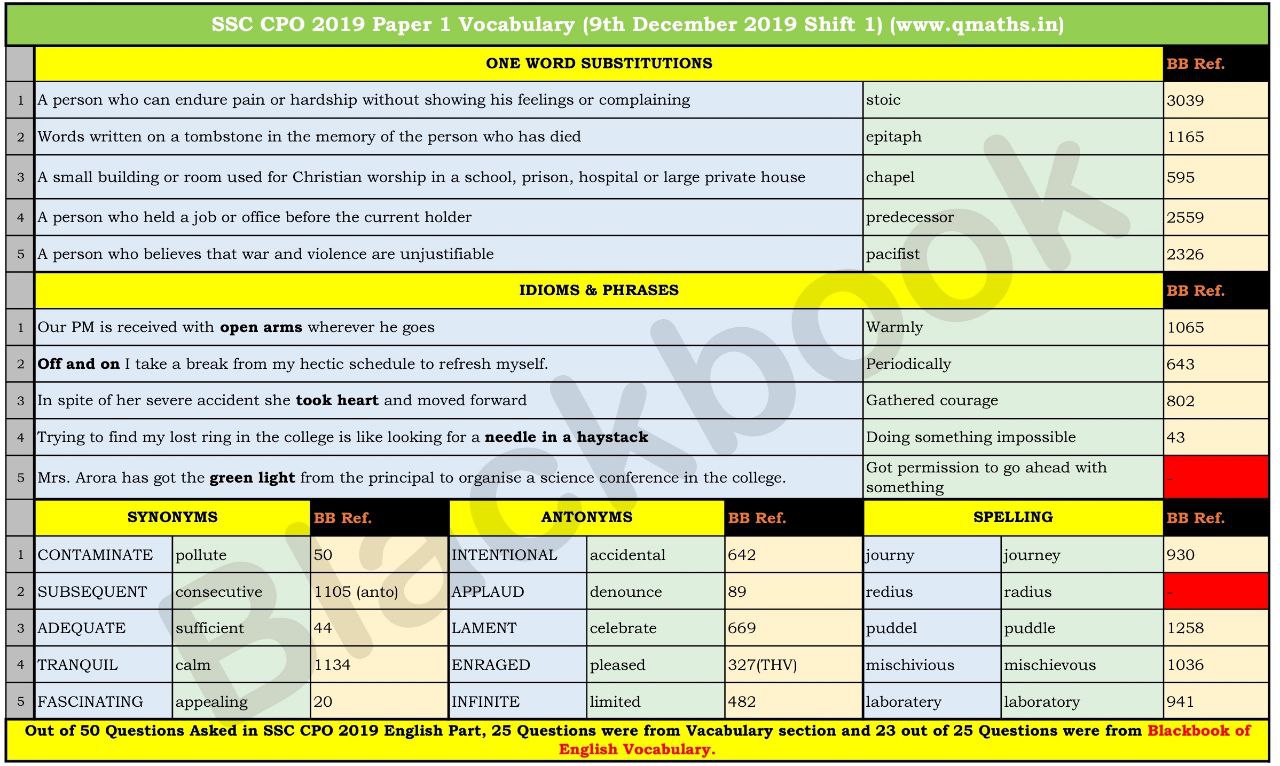 SSC CPO 2019 Paper 1 Vocabulary (9th December 2019 Shift 1) (www.qmaths.in)
ONE WORD SUBSTITUTIONS BB Ref.
1 A person who can endure pain or hardship without showing his feelings or complaining stoic 3039
2 Words written on a tombstone in the memory of the person who has died epitaph 1165
3 A small building or room used for Christian worship in a school, prison, hospital or large private house chapel 595
4 A person who held a job or office before the current holder predecessor 2559
5 A person who believes that war and violence are unjustifiable pacifist 2326
IDIOMS & PHRASES BB Ref.
1 Our PM is received with open arms wherever he goes Warmly 1065
2 Off and on I take a break from my hectic schedule to refresh myself. Periodically 643
3 In spite of her severe accident she took heart and moved forward Gathered courage 802
4 Trying to find my lost ring in the college is like looking for a needle in a haystack Doing something impossible 43
5 Mrs. Arora has got the green light from the principal to organise a science conference in the college. Got permission to go ahead with
something -
SYNONYMS BB Ref. ANTONYMS BB Ref. SPELLING BB Ref.
1 CONTAMINATE pollute 50 INTENTIONAL accidental 642 journy journey 930
2 SUBSEQUENT consecutive 1105 (anto) APPLAUD denounce 89 redius radius -
3 ADEQUATE sufficient 44 LAMENT celebrate 669 puddel puddle 1258
4 TRANQUIL calm 1134 ENRAGED pleased 327(THV) mischivious mischievous 1036
5 FASCINATING appealing 20 INFINITE limited 482 laboratery laboratory 941
Out of 50 Questions Asked in SSC CPO 2019 English Part, 25 Questions were from Vacabulary section and 23 out of 25 Questions were from Blackbook of
English Vocabulary.
Blackbook